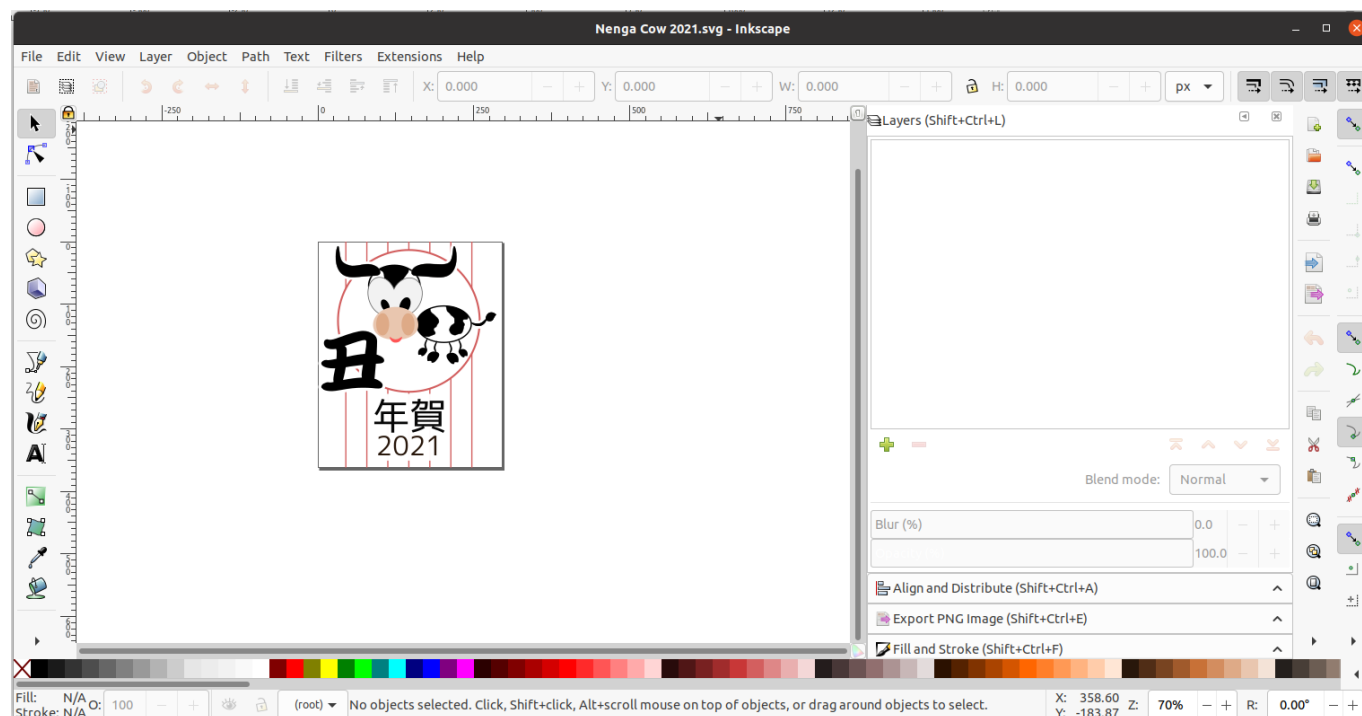 Nenga Cow 2021.svg - Inkscape
File Edit View Layer Object Path Text Filters Extensions Help
X: 0.000 Y: 0.000 W: 0.000 H: 0.000 px
-250 0 250 500 750
Layers (Shift+Ctrl+L)
丑
年賀
2021
Blend mode: Normal
Blur (%) 0.0
100.0
Align and Distribute (Shift+Ctrl+A)
Export PNG Image (Shift+Ctrl+E)
Fill and Stroke (Shift+Ctrl+F)
Fill: N/A
Stroke: N/A
O: 100
(root)
No objects selected. Click, Shift+click, Alt+scroll mouse on top of objects, or drag around objects to select.
X: 358.60
Y: -183.87
Z: 70%
R: 0.00°